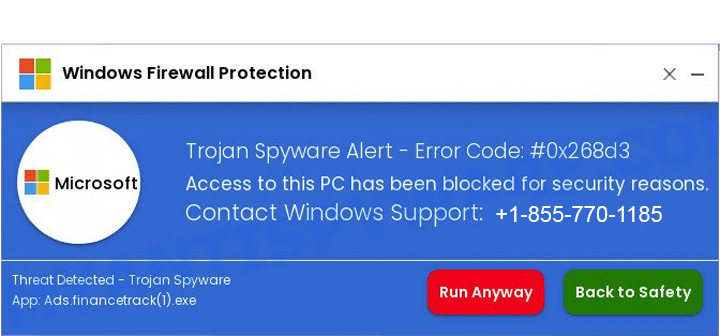 Windows Firewall Protection
Microsoft
Trojan Spyware Alert - Error Code: #0x268d3
Access to this PC has been blocked for security reasons.
Contact Windows Support: +1-855-770-1185
Threat Detected - Trojan Spyware
App: Ads.financetrack(1).exe
Run Anyway
Back to Safety